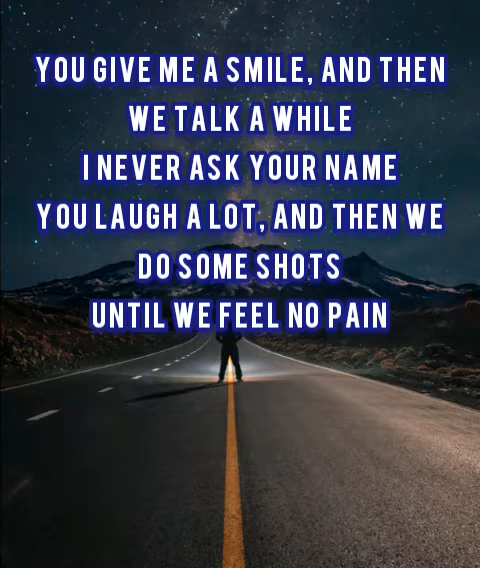 YOU GIVE ME A SMILE, AND THEN
WE TALK A WHILE
I NEVER ASK YOUR NAME
YOU LAUGH A LOT, AND THEN WE
DO SOME SHOTS
UNTIL WE FEEL NO PAIN